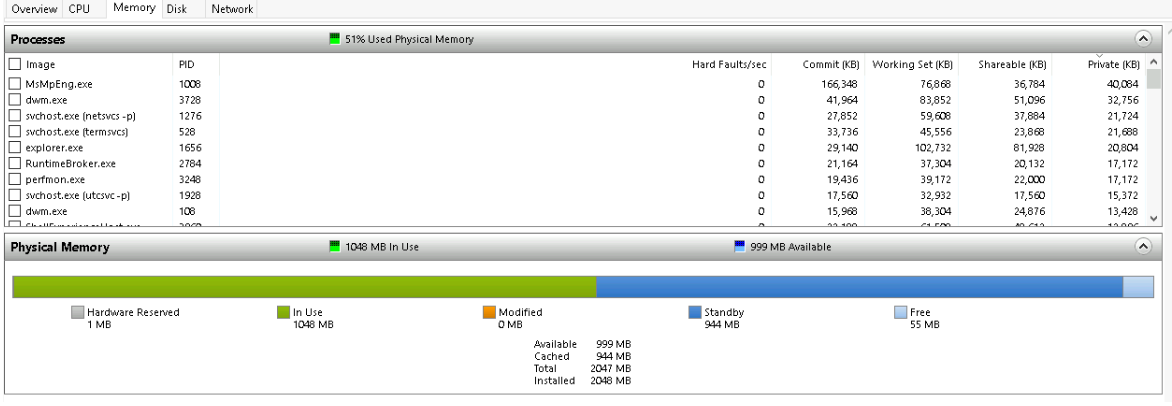 Overview CPU Memory Disk Network
Processes 51% Used Physical Memory
Image PID Hard Faults/sec Commit (KB) Working Set (KB) Shareable (KB) Private (KB)
MsMpEng.exe 1008 0 166,348 76,868 36,784 40,084
dwm.exe 3728 0 41,964 83,852 51,096 32,756
svchost.exe (netsvcs -p) 1276 0 27,852 59,608 37,884 21,724
svchost.exe (termsvcs) 528 0 33,736 45,556 23,868 21,688
explorer.exe 1656 0 29,140 102,732 81,928 20,804
RuntimeBroker.exe 2784 0 21,164 37,304 20,132 17,172
perfmon.exe 3248 0 19,436 39,172 22,000 17,172
svchost.exe (utcsvc -p) 1928 0 17,560 32,932 17,560 15,372
dwm.exe 108 0 15,968 38,304 24,876 13,428
Physical Memory 1048 MB In Use 999 MB Available
Hardware Reserved In Use Modified Standby Free
1 MB 1048 MB 0 MB 944 MB 55 MB
Available 999 MB
Cached 944 MB
Total 2047 MB
Installed 2048 MB